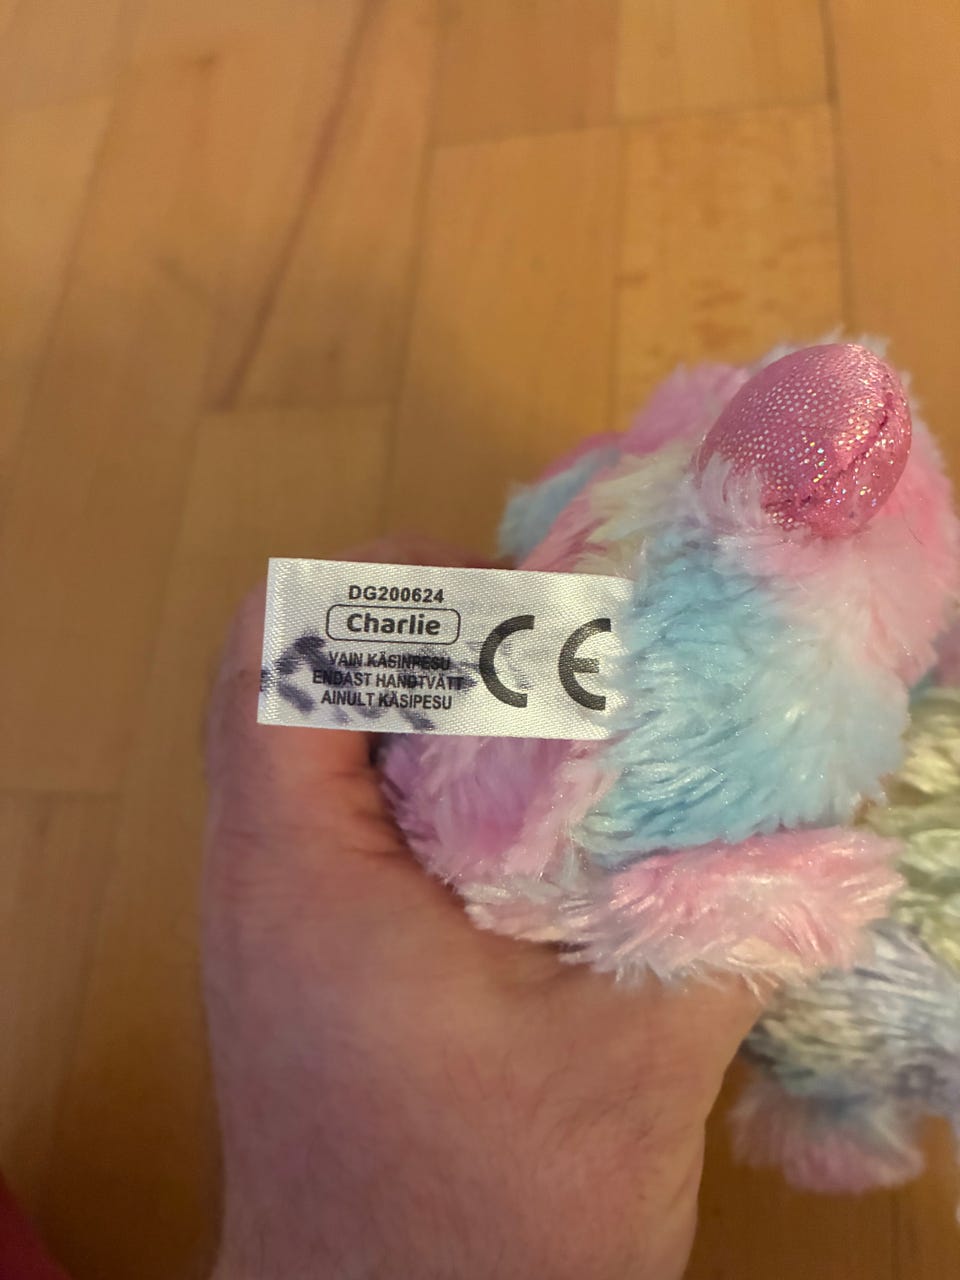 DG200624
Charlie
VAIN KÄSINPESU
ENDAST HANDTVÄTT
AINULT KÄSIPESU
CE